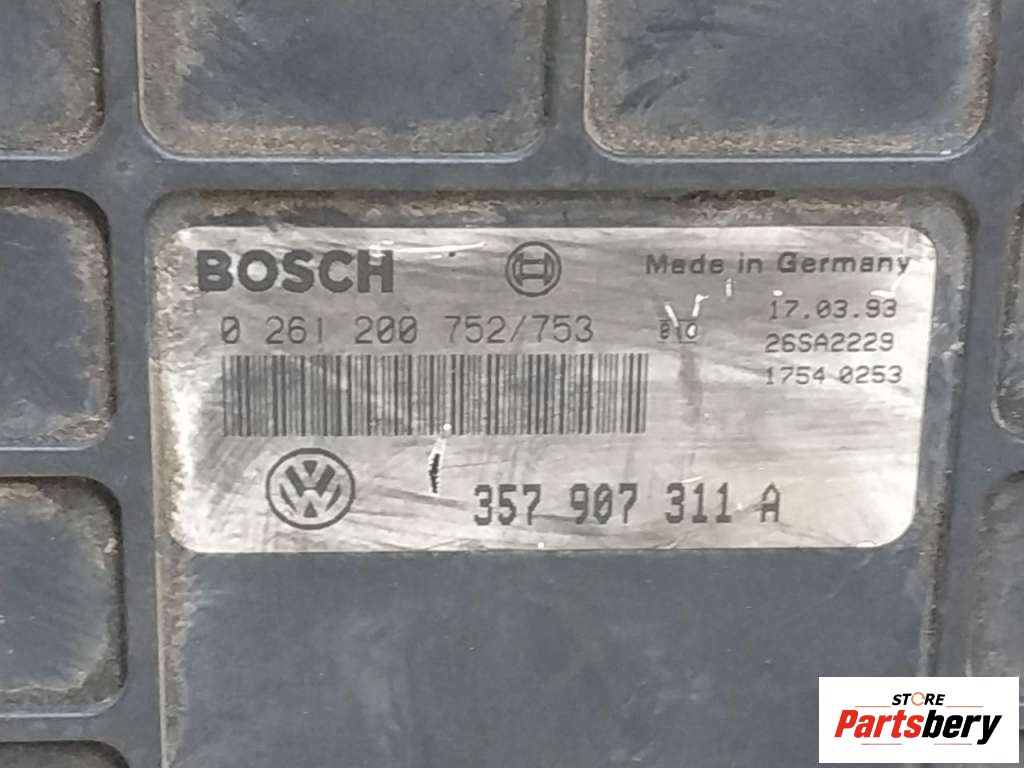 BOSCH
Made in Germany
0 261 200 752/753
17.03.93
26SA2229
1754 0253
357 907 311 A
STORE
Partsbery